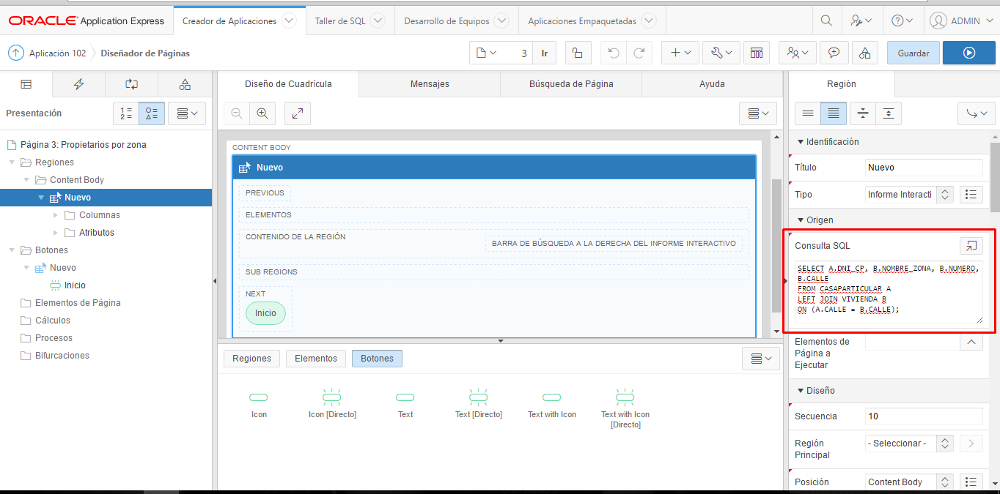 ORACLE Application Express
Creador de Aplicaciones
Taller de SQL
Desarrollo de Equipos
Aplicaciones Empaquetadas
ADMIN
Aplicación 102
Diseñador de Páginas
3
Ir
Guardar
Diseño de Cuadrícula
Mensajes
Búsqueda de Página
Ayuda
Región
Presentación
Página 3: Propietarios por zona
Regiones
Content Body
Nuevo
Columnas
Atributos
Botones
Nuevo
Inicio
Elementos de Página
Cálculos
Procesos
Bifurcaciones
CONTENT BODY
Nuevo
PREVIOUS
ELEMENTOS
CONTENIDO DE LA REGIÓN
BARRA DE BÚSQUEDA A LA DERECHA DEL INFORME INTERACTIVO
SUB REGIONS
NEXT
Inicio
Regiones
Elementos
Botones
Icon
Icon [Directo]
Text
Text [Directo]
Text with Icon
Text with Icon
[Directo]
Identificación
Título
Nuevo
Tipo
Informe Interacti
Origen
Consulta SQL
SELECT A.DNI_CP, B.NOMBRE_ZONA, B.NUMERO,
B.CALLE
FROM CASAPARTICULAR A
LEFT JOIN VIVIENDA B
ON (A.CALLE = B.CALLE);
Elementos de
Página a
Ejecutar
Diseño
Secuencia
10
Región
Principal
- Seleccionar -
Posición
Content Body